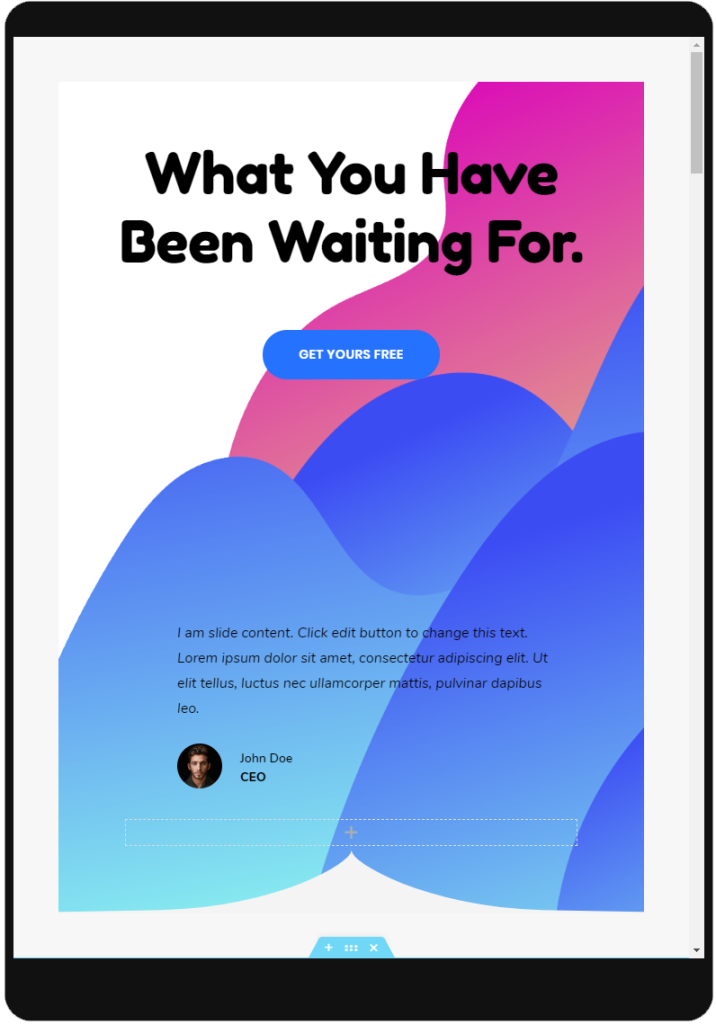 What You Have
Been Waiting For.
GET YOURS FREE
I am slide content. Click edit button to change this text.
Lorem ipsum dolor sit amet, consectetur adipiscing elit. Ut
elit tellus, luctus nec ullamcorper mattis, pulvinar dapibus
leo.
John Doe
CEO